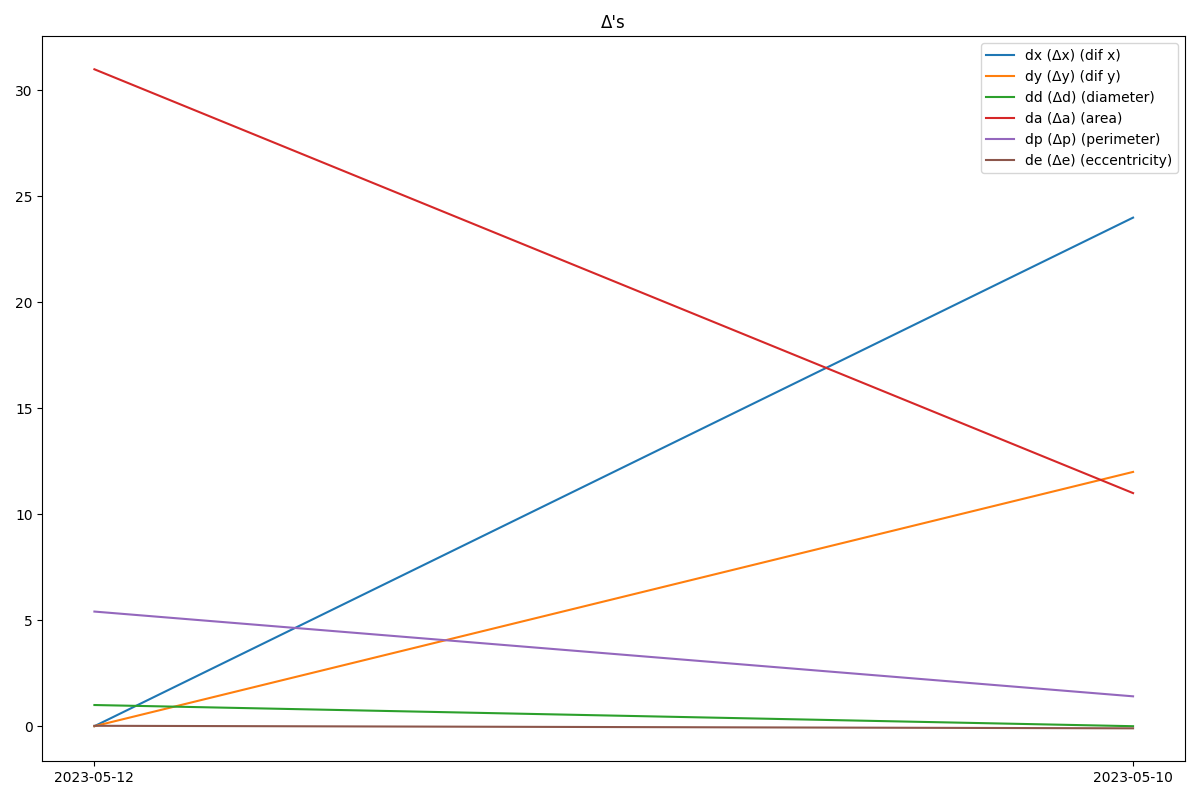 Δ's
dx (Δx) (dif x)
dy (Δy) (dif y)
dd (Δd) (diameter)
da (Δa) (area)
dp (Δp) (perimeter)
de (Δe) (eccentricity)
30
25
20
15
10
5
0
2023-05-12
2023-05-10